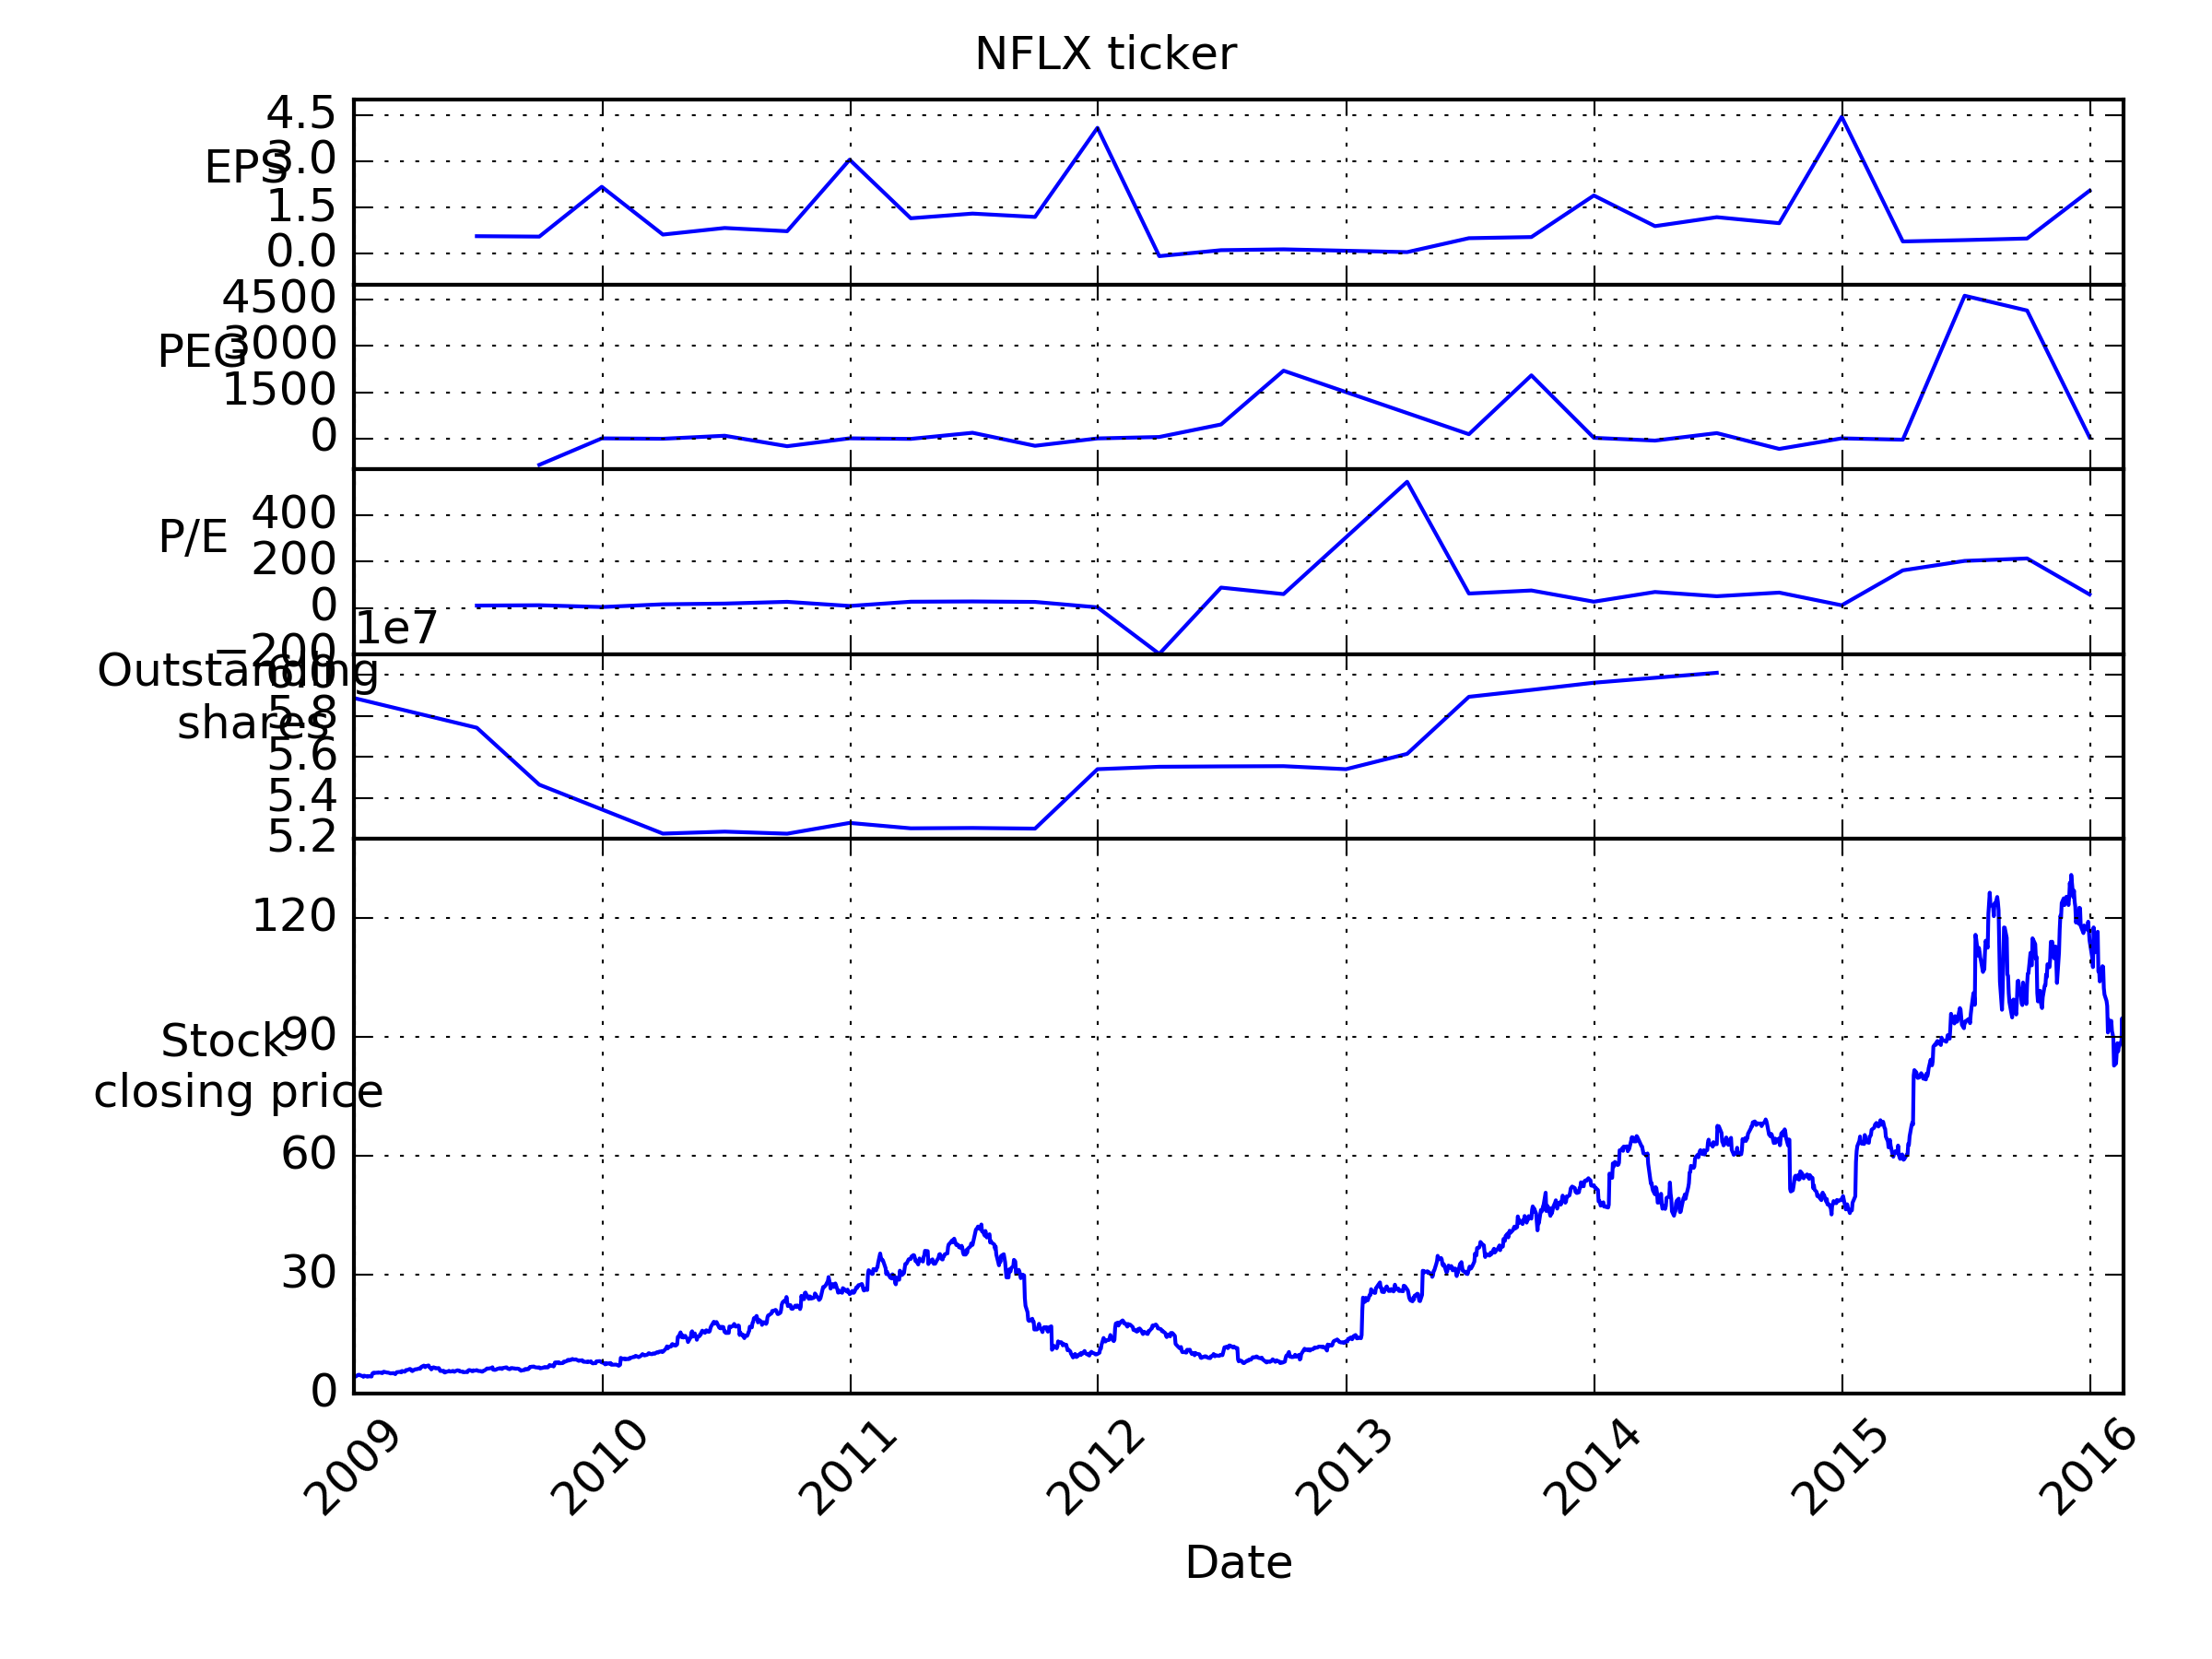 NFLX ticker
EPS
4.5
3.0
1.5
0.0
PEG
4500
3000
1500
0
P/E
400
200
0
−200
1e7
Outstanding
shares
6.0
5.8
5.6
5.4
5.2
Stock
closing price
120
90
60
30
0
2009 2010 2011 2012 2013 2014 2015 2016
Date